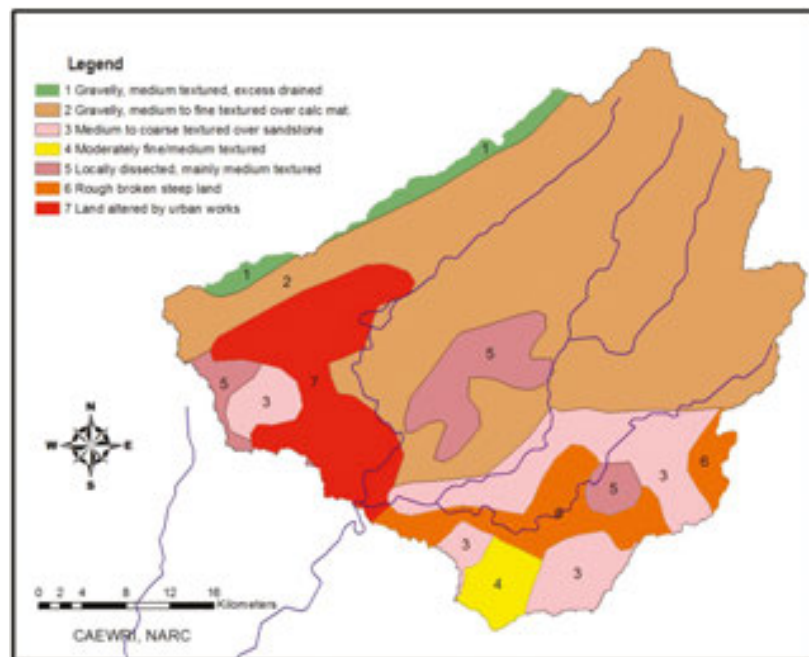 Legend
1 Gravelly, medium textured, excess drained
2 Gravelly, medium to fine textured over calc mat.
3 Medium to coarse textured over sandstone
4 Moderately fine/medium textured
5 Locally dissected, mainly medium textured
6 Rough broken steep land
7 Land altered by urban works
1
1
2
5
5
7
3
6
3
5
6
3
3
4
N
W E
S
0 2 4 8 12 16
Kilometers
CAEWRI, NARC